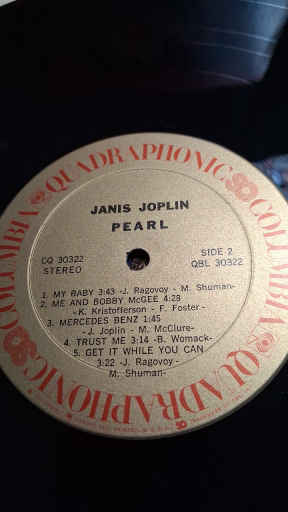 COLUMBIA QUADRAPHONIC SQ COLUMBIA QUADRAPHONIC
JANIS JOPLIN
PEARL
CQ 30322
STEREO
SIDE 2
QBL 30322
1. MY BABY 3:43 -J. Ragovoy - M. Shuman-
2. ME AND BOBBY McGEE 4:28
-K. Kristofferson - F. Foster-
3. MERCEDES BENZ 1:45
-J. Joplin - M. McClure-
4. TRUST ME 3:14 -B. Womack-
5. GET IT WHILE YOU CAN
3:22 -J. Ragovoy -
M. Shuman-